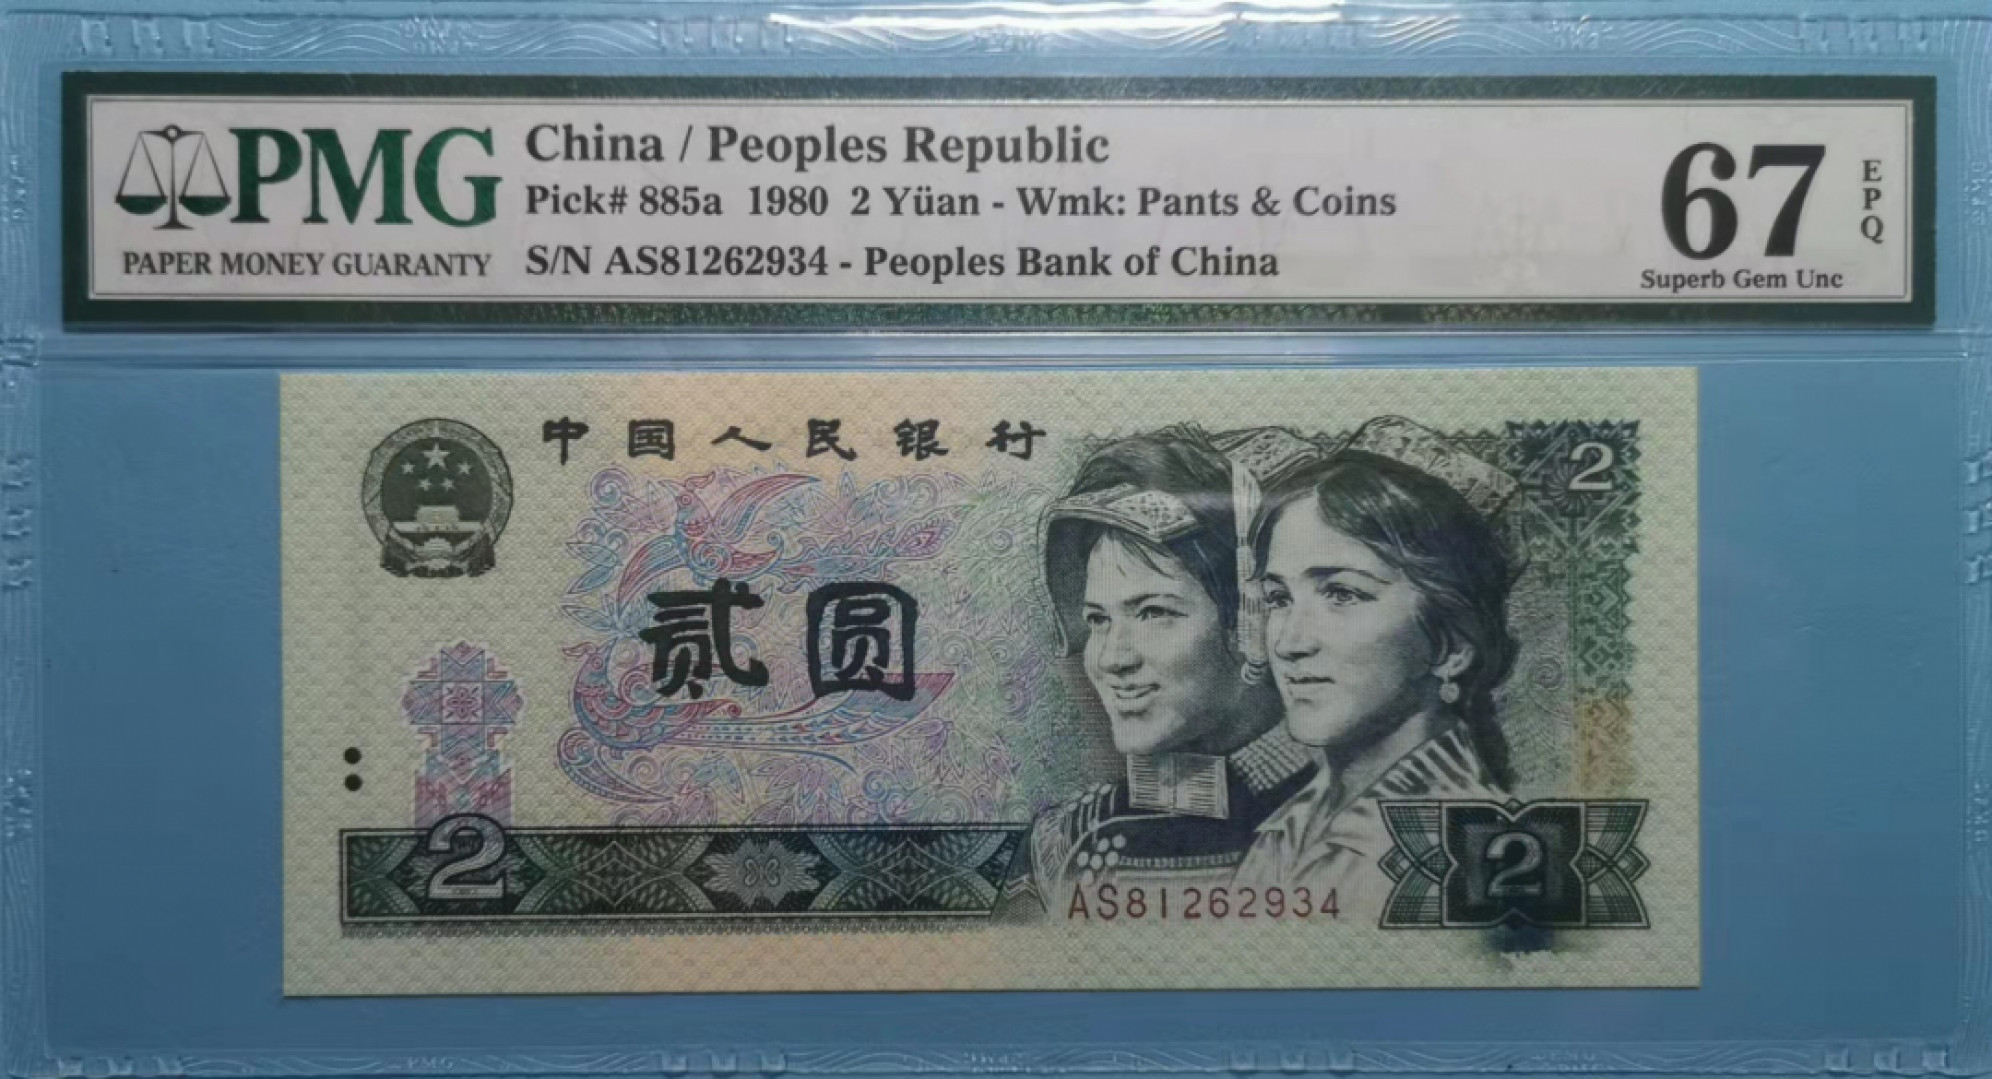 PMG
PAPER MONEY GUARANTY
China / Peoples Republic
Pick# 885a 1980 2 Yüan - Wmk: Pants & Coins
S/N AS81262934 - Peoples Bank of China
67
EPQ
Superb Gem Unc
中国人民银行
2
贰圆
2
AS81262934
2
PMG